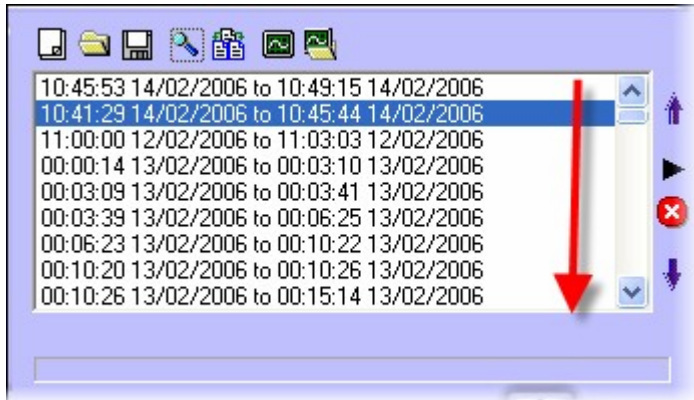 10:45:53 14/02/2006 to 10:49:15 14/02/2006
10:41:29 14/02/2006 to 10:45:44 14/02/2006
11:00:00 12/02/2006 to 11:03:03 12/02/2006
00:00:14 13/02/2006 to 00:03:10 13/02/2006
00:03:09 13/02/2006 to 00:03:41 13/02/2006
00:03:39 13/02/2006 to 00:06:25 13/02/2006
00:06:23 13/02/2006 to 00:10:22 13/02/2006
00:10:20 13/02/2006 to 00:10:26 13/02/2006
00:10:26 13/02/2006 to 00:15:14 13/02/2006